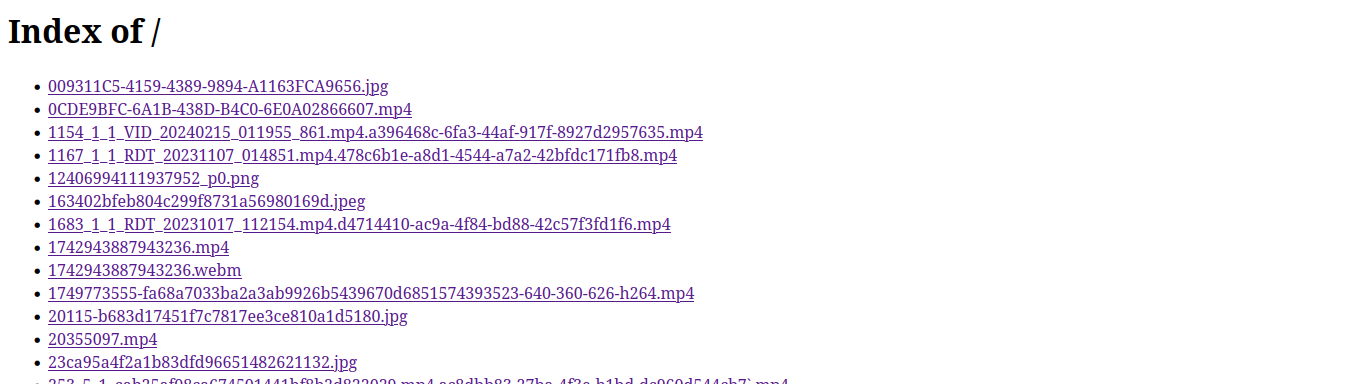 Index of /
009311C5-4159-4389-9894-A1163FCA9656.jpg
0CDE9BFC-6A1B-438D-B4C0-6E0A02866607.mp4
1154_1_1_VID_20240215_011955_861.mp4.a396468c-6fa3-44af-917f-8927d2957635.mp4
1167_1_1_RDT_20231107_014851.mp4.478c6b1e-a8d1-4544-a7a2-42bfdc171fb8.mp4
12406994111937952_p0.png
163402bfeb804c299f8731a56980169d.jpeg
1683_1_1_RDT_20231017_112154.mp4.d4714410-ac9a-4f84-bd88-42c57f3fd1f6.mp4
1742943887943236.mp4
1742943887943236.webm
1749773555-fa68a7033ba2a3ab9926b5439670d6851574393523-640-360-626-h264.mp4
20115-b683d17451f7c7817ee3ce810a1d5180.jpg
20355097.mp4
23ca95a4f2a1b83dfd96651482621132.jpg